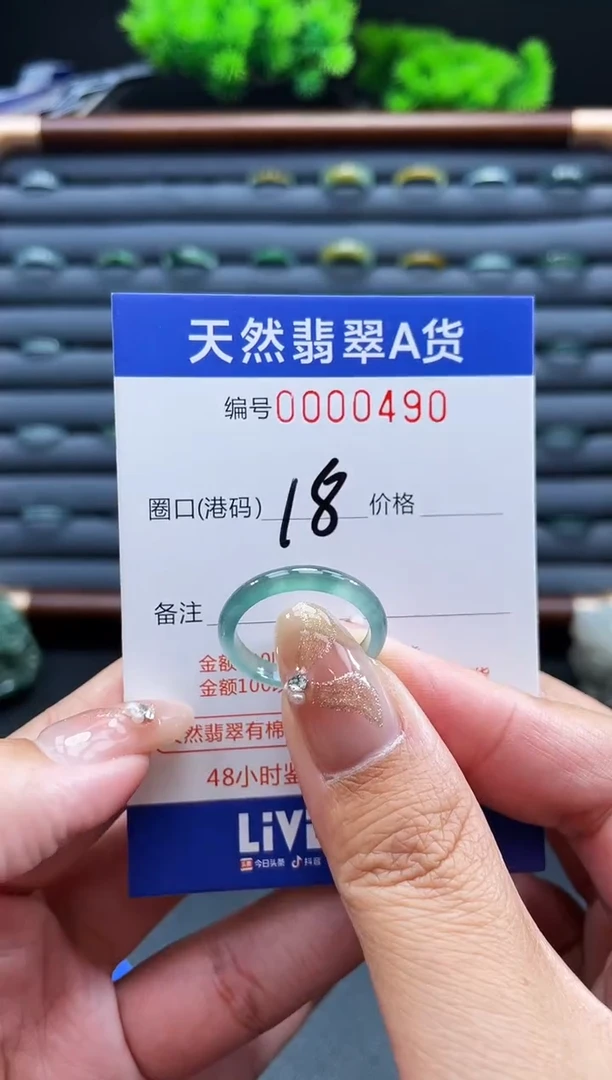 天然翡翠A货
编号0000490
圈口(港码) 18 价格
备注
金额
金额100
然翡翠有棉
48小时鉴
LiV
今日头条 抖音